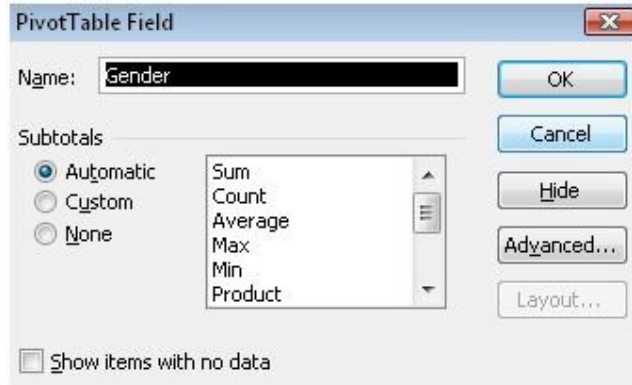 PivotTable Field
Name: Gender
OK
Subtotals
Cancel
Automatic
Custom
None
Sum
Count
Average
Max
Min
Product
Hide
Advanced...
Layout...
Show items with no data